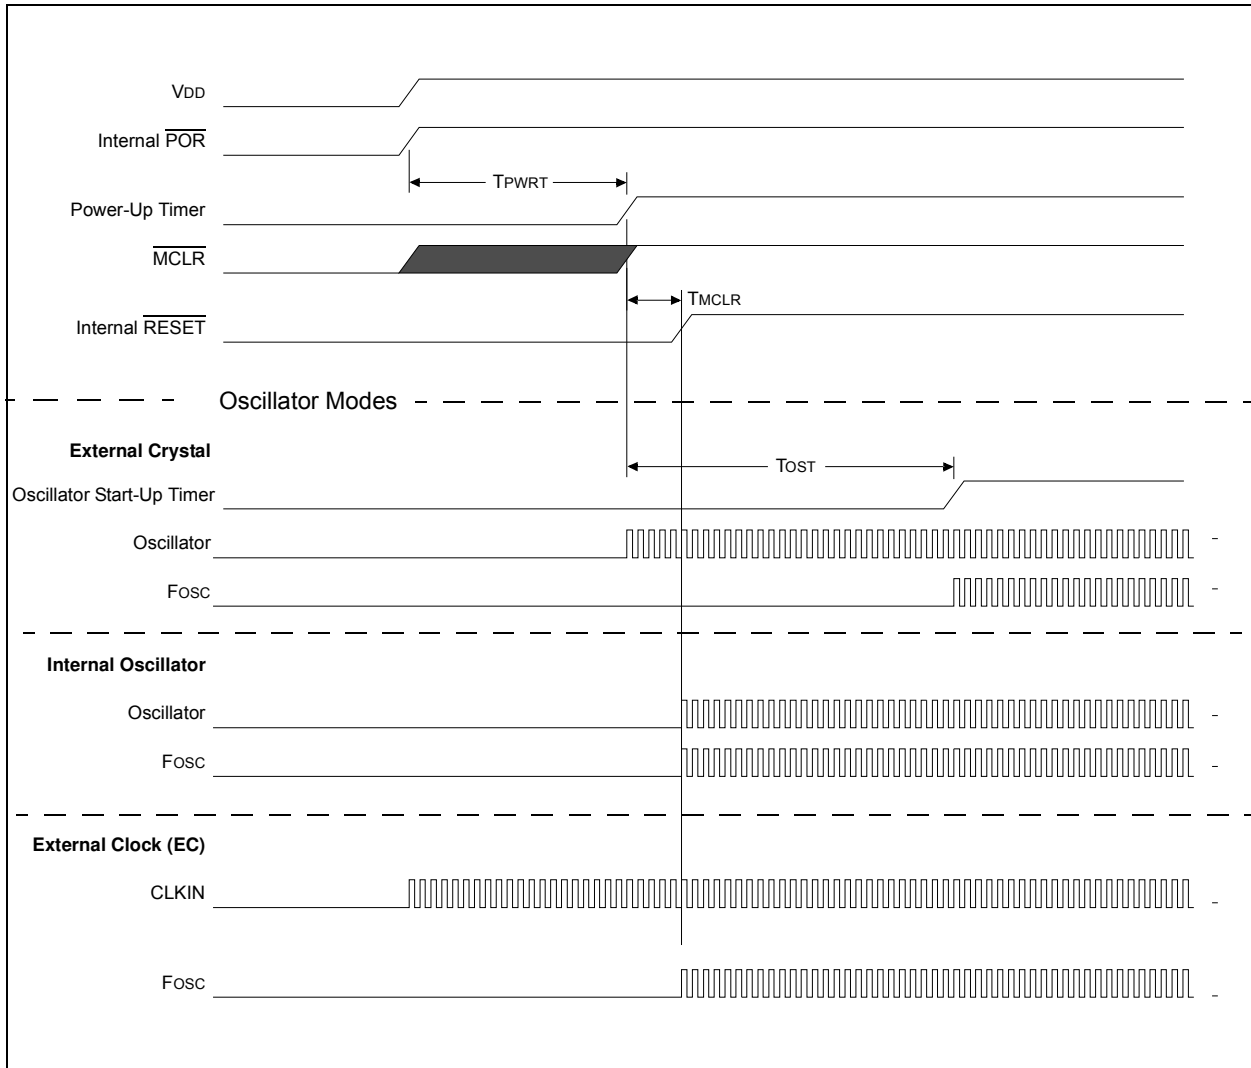 VDD
Internal POR
TPWRT
Power-Up Timer
MCLR
TMCLR
Internal RESET
Oscillator Modes
External Crystal
TOST
Oscillator Start-Up Timer
Oscillator
FOSC
Internal Oscillator
Oscillator
FOSC
External Clock (EC)
CLKIN
FOSC